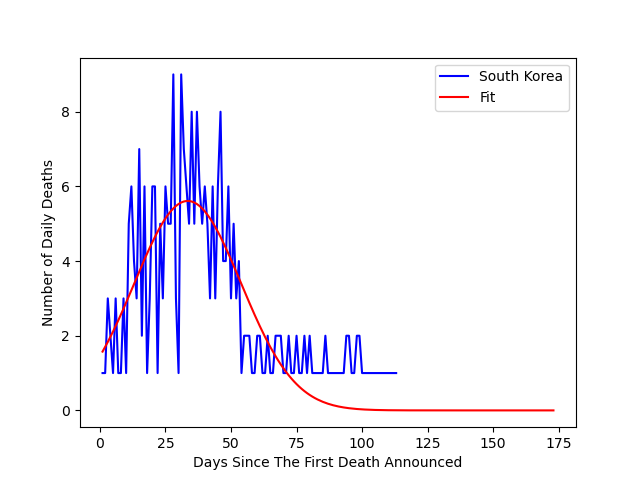 South Korea
Fit
8
6
4
2
0
Number of Daily Deaths
0 25 50 75 100 125 150 175
Days Since The First Death Announced